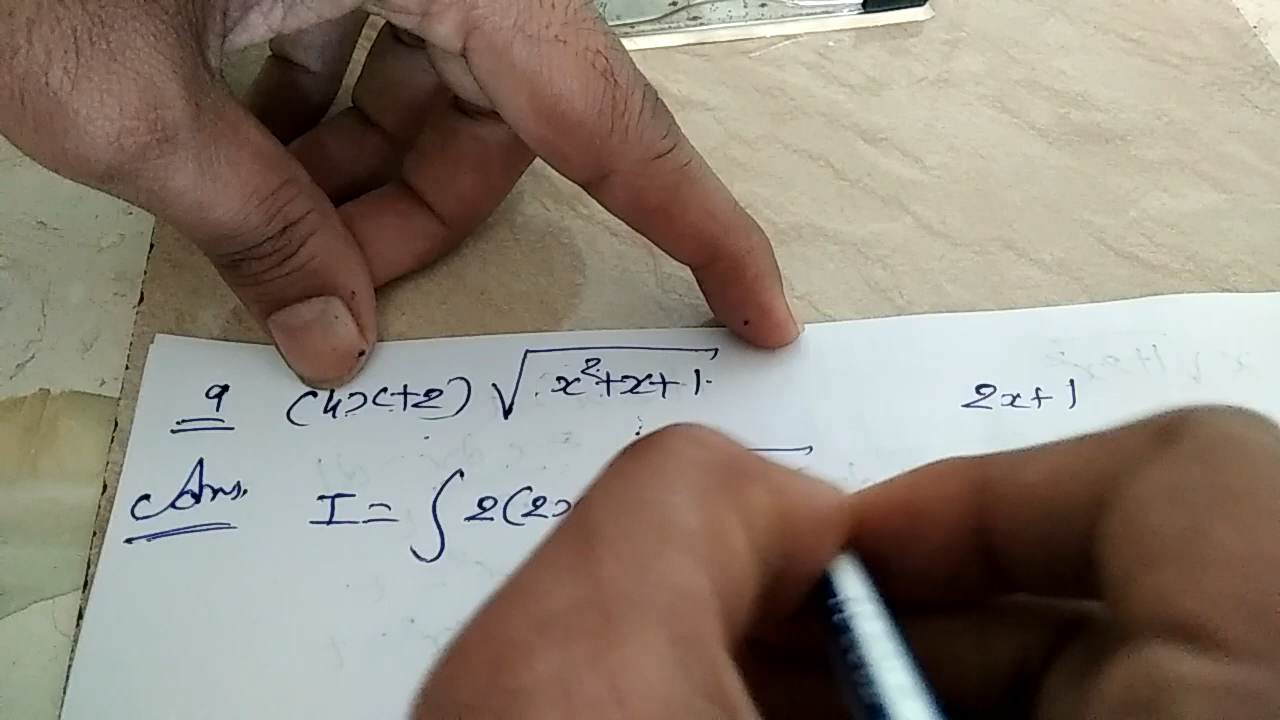 9 (4x+2) √(x²+x+1) 2x+1
Ans. I = ∫ 2(2x